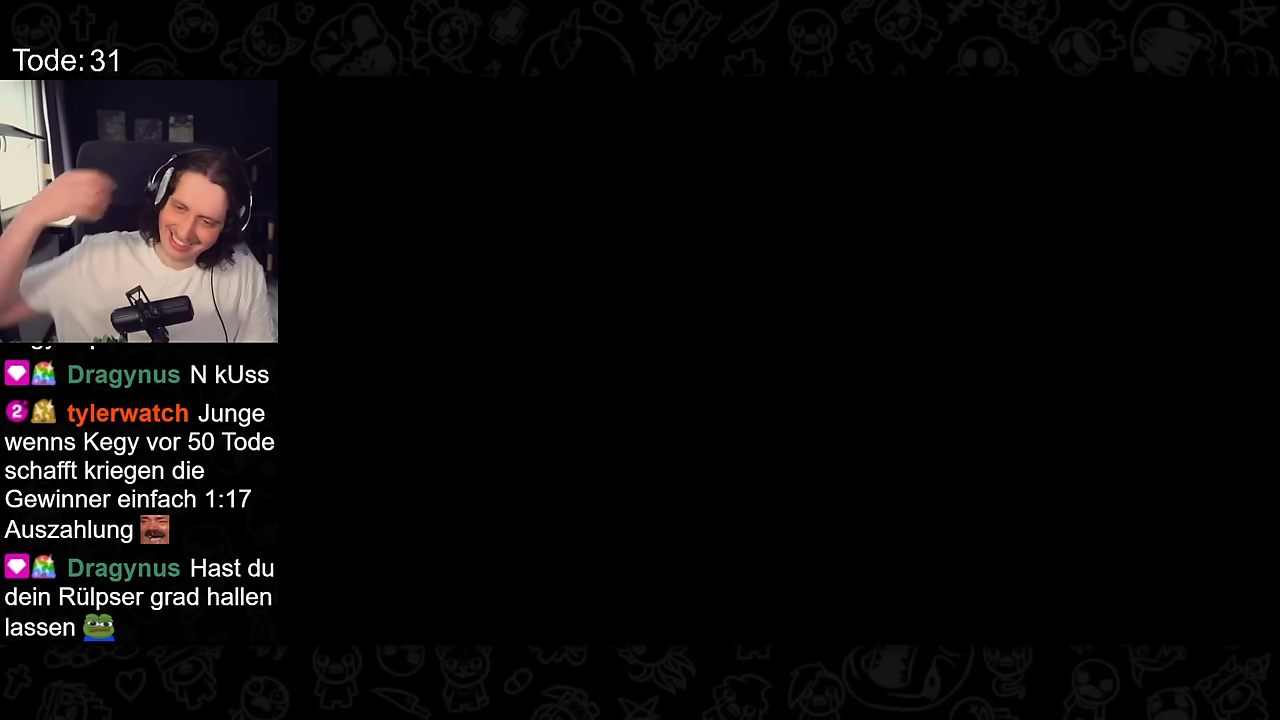 Tode: 31
Dragynus N kUss
2 tylerwatch Junge
wenns Kegy vor 50 Tode
schafft kriegen die
Gewinner einfach 1:17
Auszahlung
Dragynus Hast du
dein Rülpser grad hallen
lassen